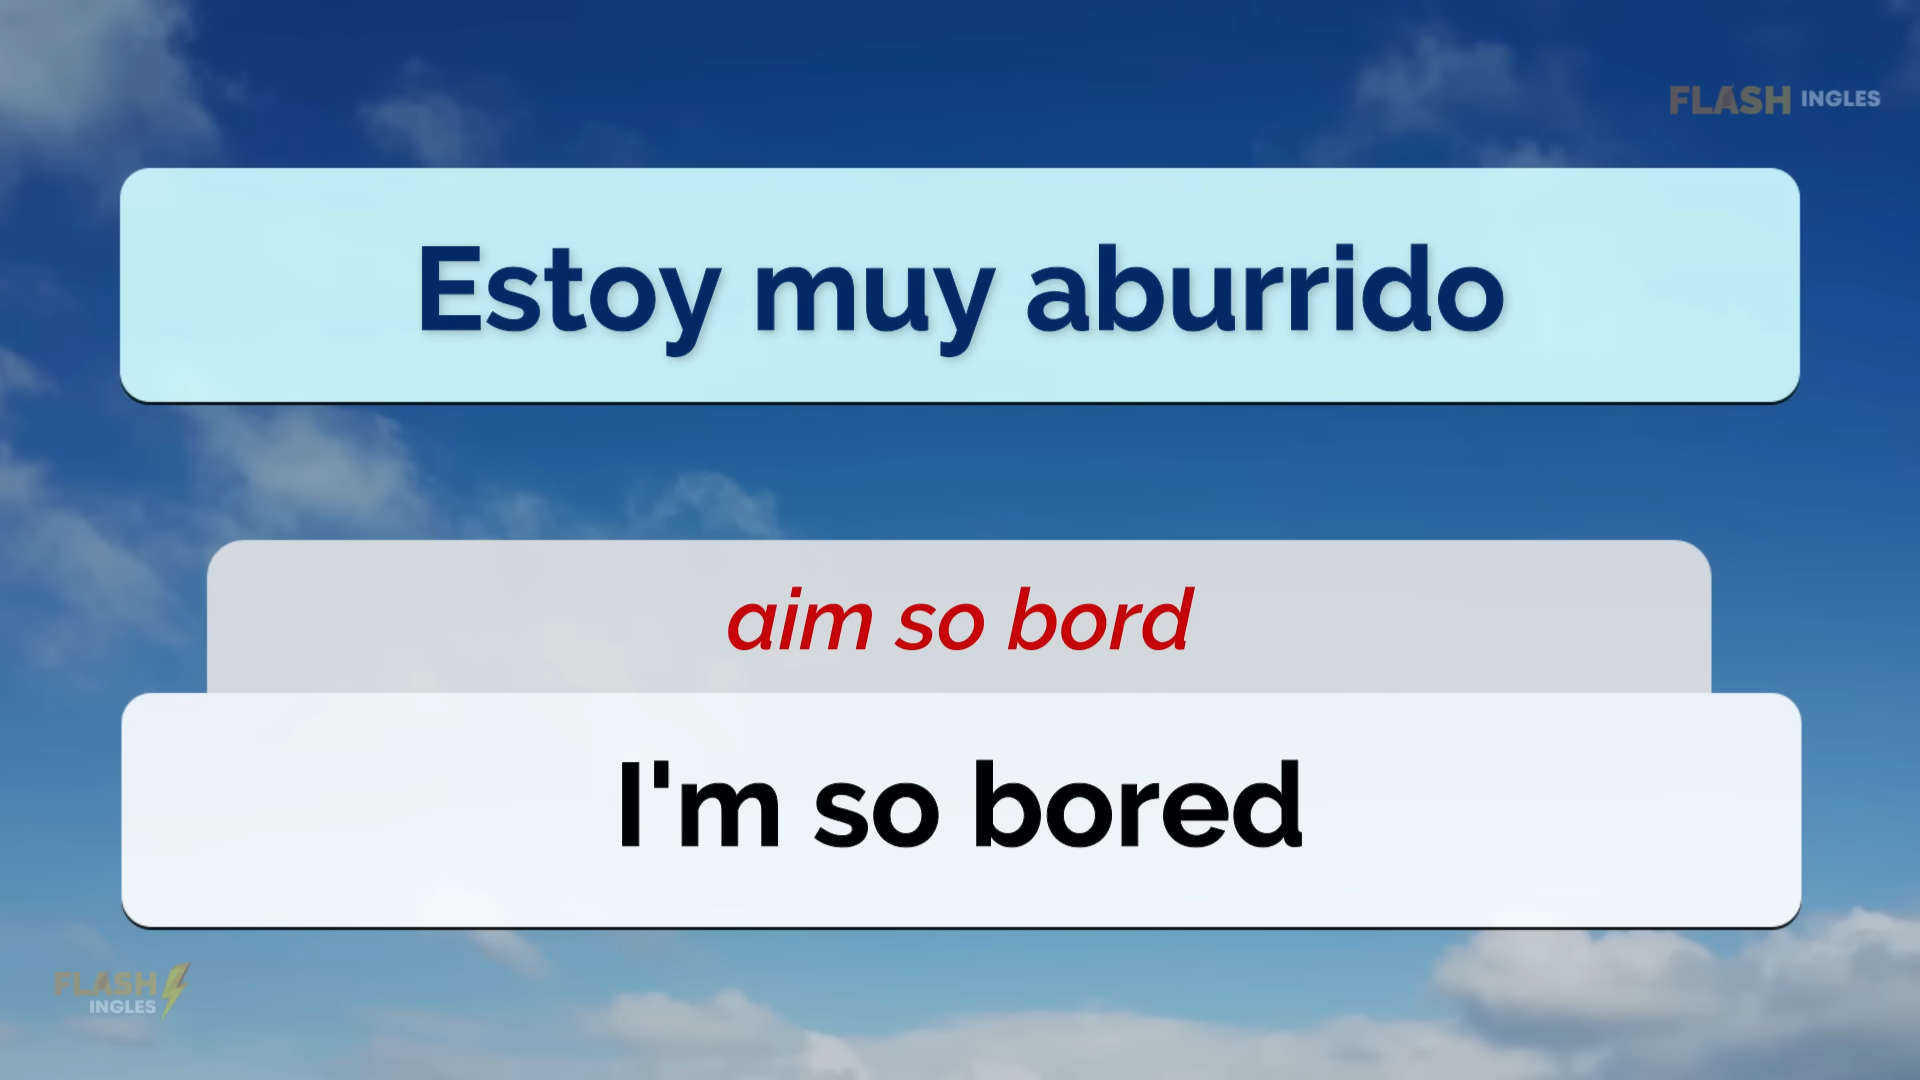 FLASH INGLES
Estoy muy aburrido
aim so bord
I'm so bored
FLASH
INGLES